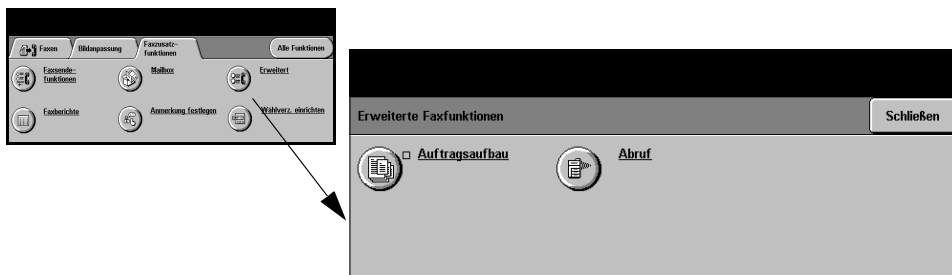 Faxen
Bildanpassung
Faxzusatz-
funktionen
Alle Funktionen
Faxsende-
funktionen
Mailbox
Erweitert
Faxberichte
Anmerkung festlegen
Wählverz. einrichten
Erweiterte Faxfunktionen
Schließen
Auftragsaufbau
Abruf